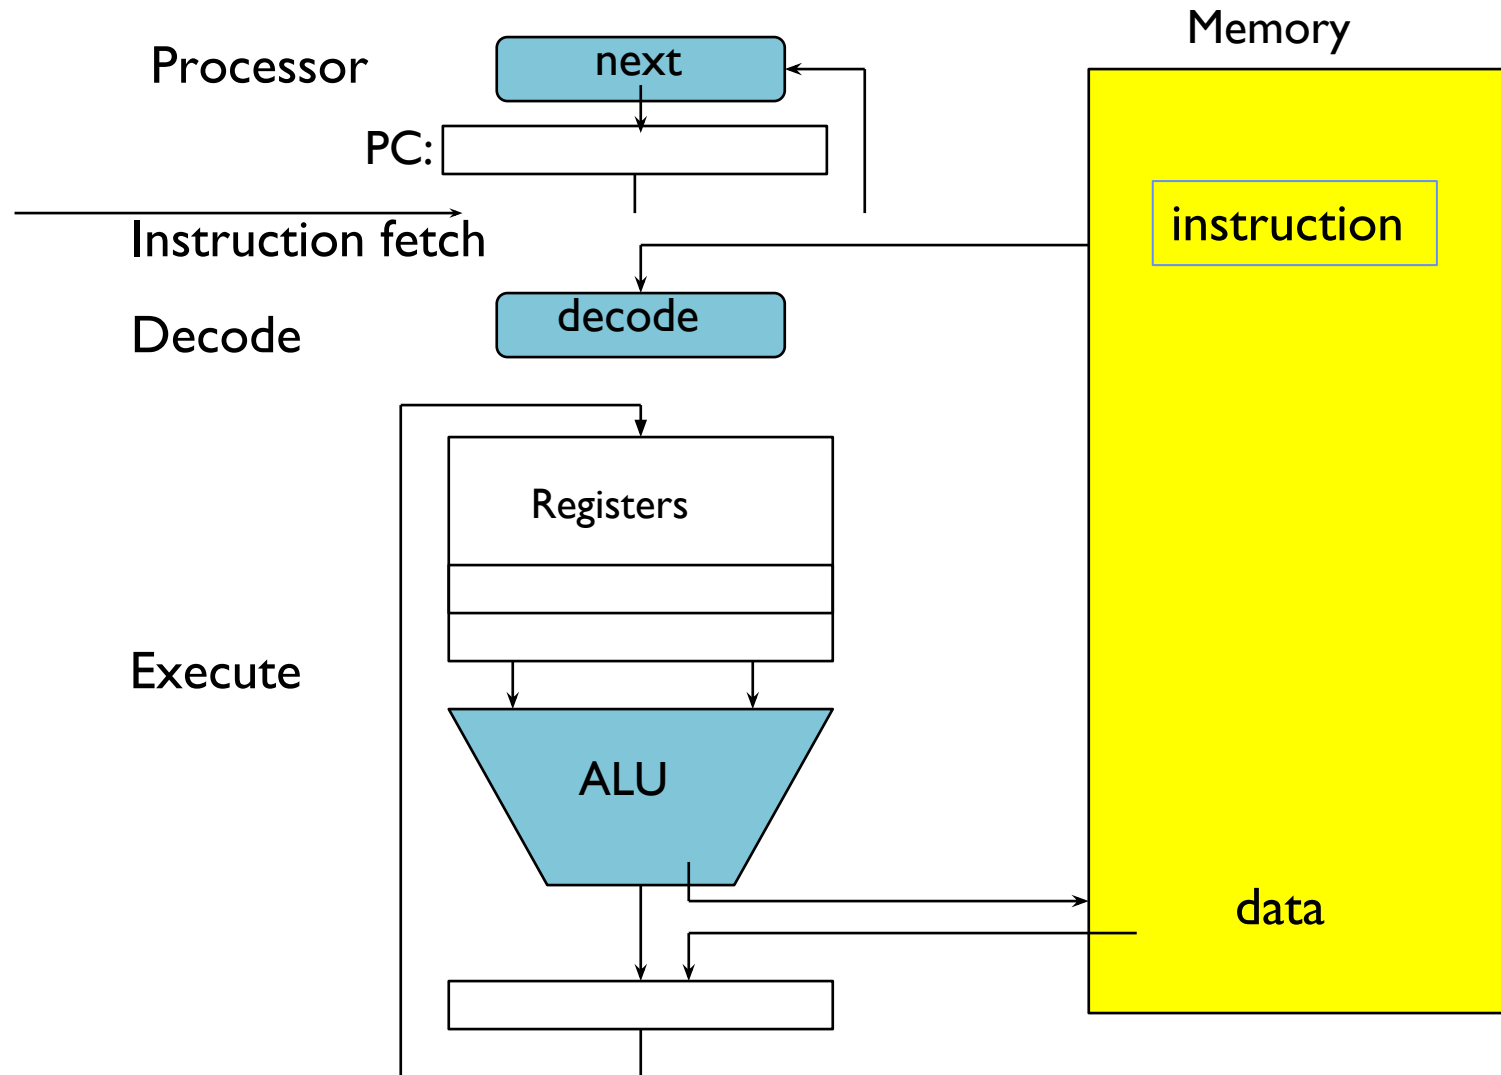 Memory
Processor
next
PC:
instruction
Instruction fetch
decode
Decode
Registers
Execute
ALU
data